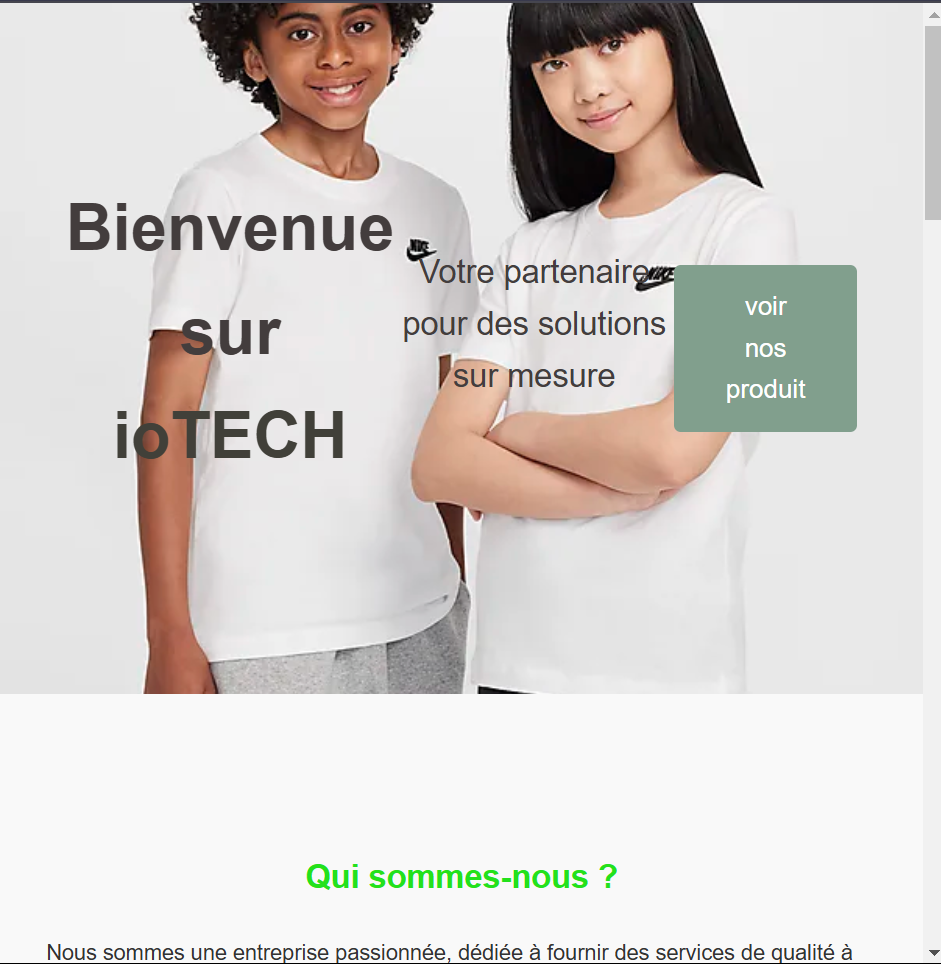 Bienvenue
sur
ioTECH
NIKE
Votre partenaire
pour des solutions
sur mesure
NIKE
voir
nos
produit
Qui sommes-nous ?
Nous sommes une entreprise passionnée, dédiée à fournir des services de qualité à